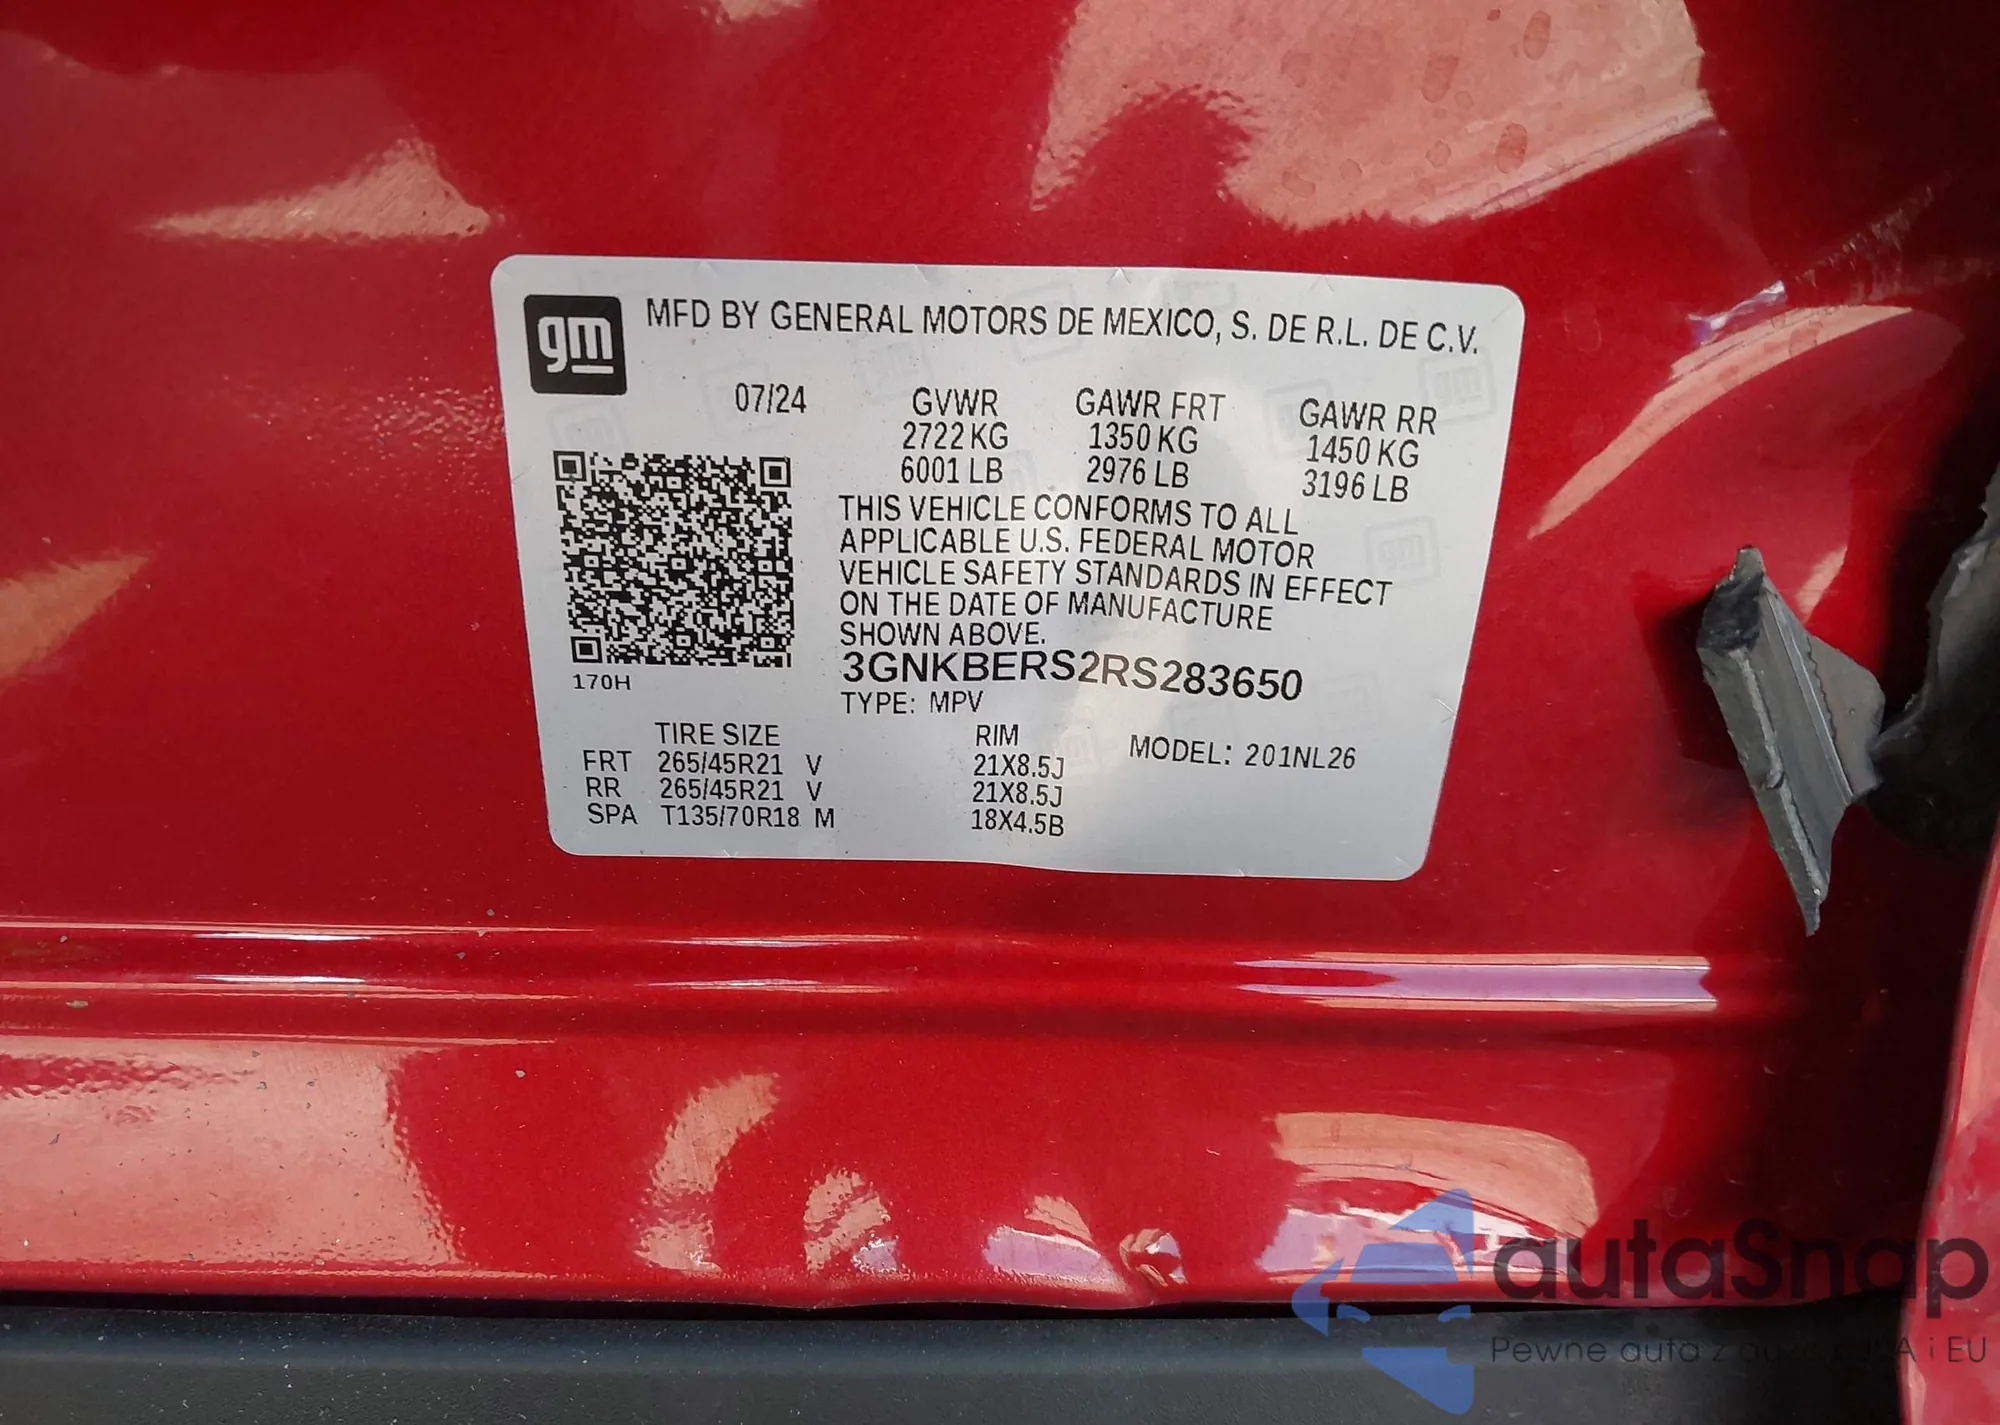 gm
MFD BY GENERAL MOTORS DE MEXICO, S. DE R.L. DE C.V.
07/24 GVWR GAWR FRT GAWR RR
2722 KG 1350 KG 1450 KG
6001 LB 2976 LB 3196 LB
THIS VEHICLE CONFORMS TO ALL
APPLICABLE U.S. FEDERAL MOTOR
VEHICLE SAFETY STANDARDS IN EFFECT
ON THE DATE OF MANUFACTURE
SHOWN ABOVE.
170H
3GNKBERS2RS283650
TYPE: MPV
TIRE SIZE RIM MODEL: 201NL26
FRT 265/45R21 V 21X8.5J
RR 265/45R21 V 21X8.5J
SPA T135/70R18 M 18X4.5B
autaSnap
Pewne auta z i EU